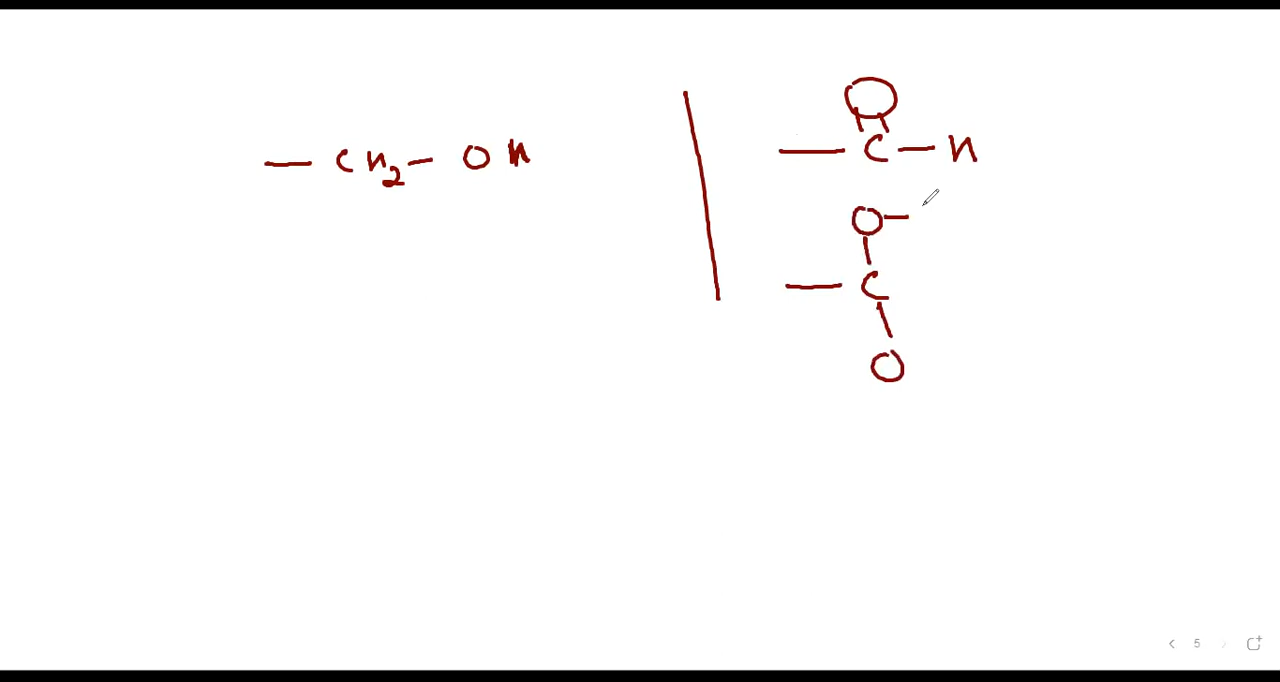 — CH₂ — OH
O
— C — H
O —
— C
O
5